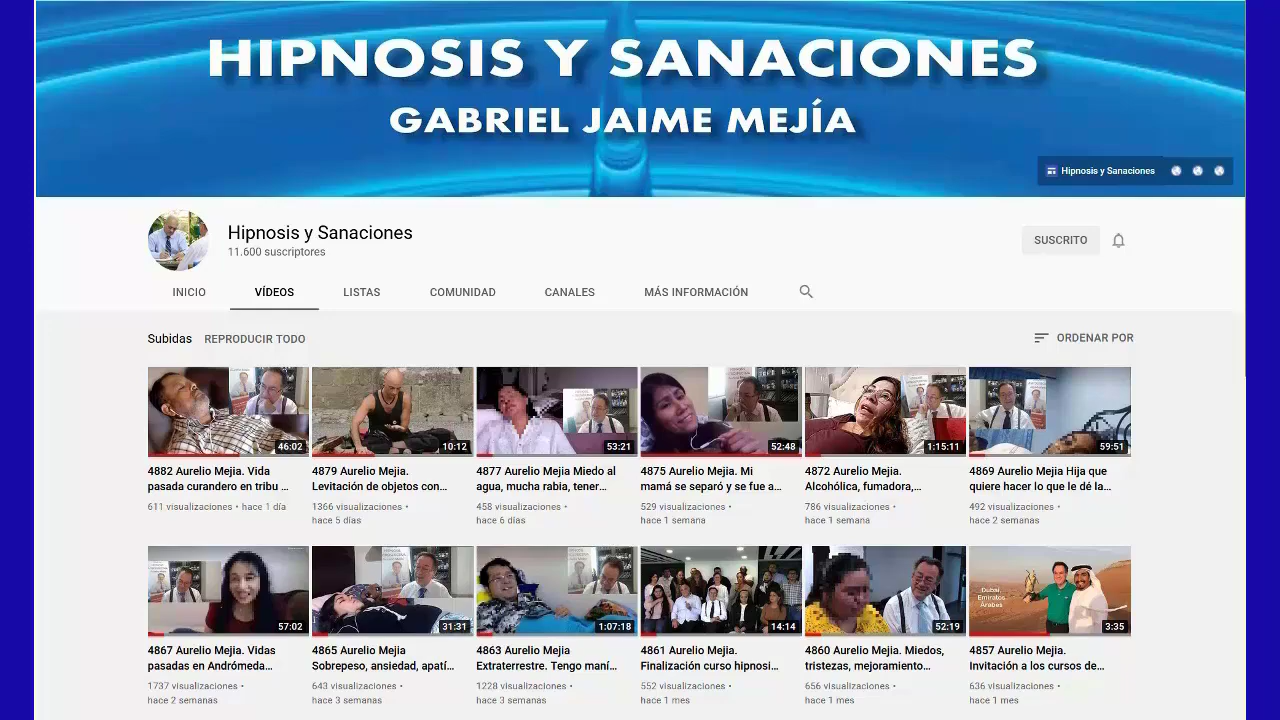 HIPNOSIS Y SANACIONES
GABRIEL JAIME MEJÍA
Hipnosis y Sanaciones
Hipnosis y Sanaciones
11.600 suscriptores
SUSCRITO
INICIO VÍDEOS LISTAS COMUNIDAD CANALES MÁS INFORMACIÓN
Subidas REPRODUCIR TODO ORDENAR POR
46:02 10:12 53:21 52:48 1:15:11 59:51
4882 Aurelio Mejia. Vida
pasada curandero en tribu ...
611 visualizaciones • hace 1 día
4879 Aurelio Mejia.
Levitación de objetos con...
1366 visualizaciones •
hace 5 días
4877 Aurelio Mejia Miedo al
agua, mucha rabia, tener...
458 visualizaciones •
hace 6 días
4875 Aurelio Mejia. Mi
mamá se separó y se fue a...
529 visualizaciones •
hace 1 semana
4872 Aurelio Mejia.
Alcohólica, fumadora,...
786 visualizaciones •
hace 1 semana
4869 Aurelio Mejia Hija que
quiere hacer lo que le dé la...
492 visualizaciones •
hace 2 semanas
Dubai,
Emiratos
Árabes
57:02 31:31 1:07:18 14:14 52:19 3:35
4867 Aurelio Mejia. Vidas
pasadas en Andrómeda...
1737 visualizaciones •
hace 2 semanas
4865 Aurelio Mejia
Sobrepeso, ansiedad, apatí...
643 visualizaciones •
hace 3 semanas
4863 Aurelio Mejia
Extraterrestre. Tengo maní...
1228 visualizaciones •
hace 3 semanas
4861 Aurelio Mejia.
Finalización curso hipnosi...
552 visualizaciones •
hace 1 mes
4860 Aurelio Mejia. Miedos,
tristezas, mejoramiento...
656 visualizaciones •
hace 1 mes
4857 Aurelio Mejia.
Invitación a los cursos de...
636 visualizaciones •
hace 1 mes